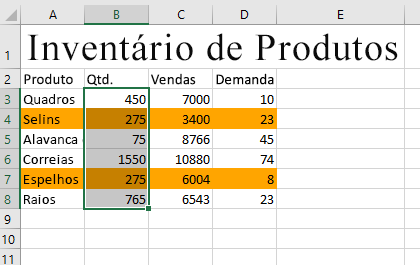 A B C D E
1 Inventário de Produtos
2 Produto Qtd. Vendas Demanda
3 Quadros 450 7000 10
4 Selins 275 3400 23
5 Alavanca 75 8766 45
6 Correias 1550 10880 74
7 Espelhos 275 6004 8
8 Raios 765 6543 23
9
10
11